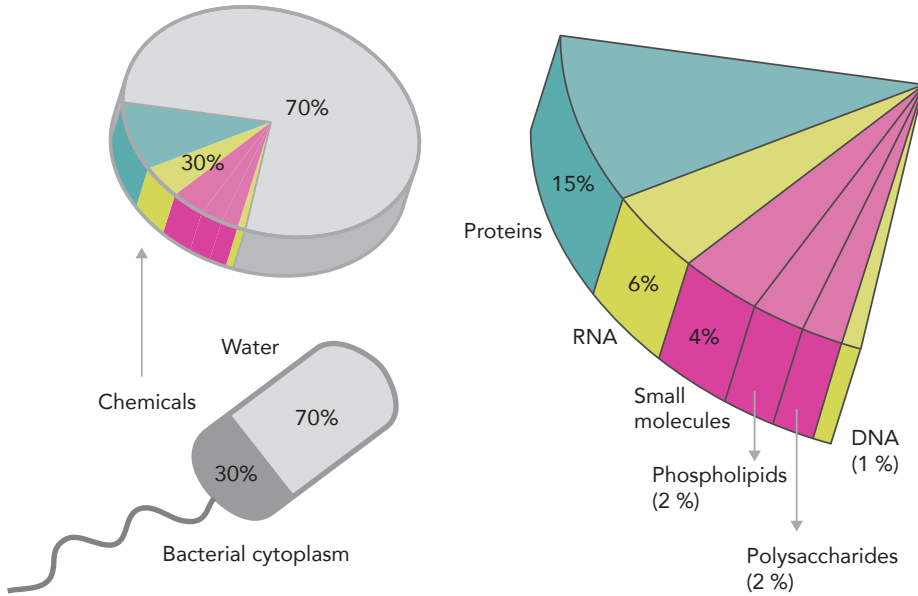 70%
30%
Chemicals
Water
70%
30%
Bacterial cytoplasm
15%
Proteins
6%
RNA
4%
Small
molecules
Phospholipids
(2 %)
Polysaccharides
(2 %)
DNA
(1 %)